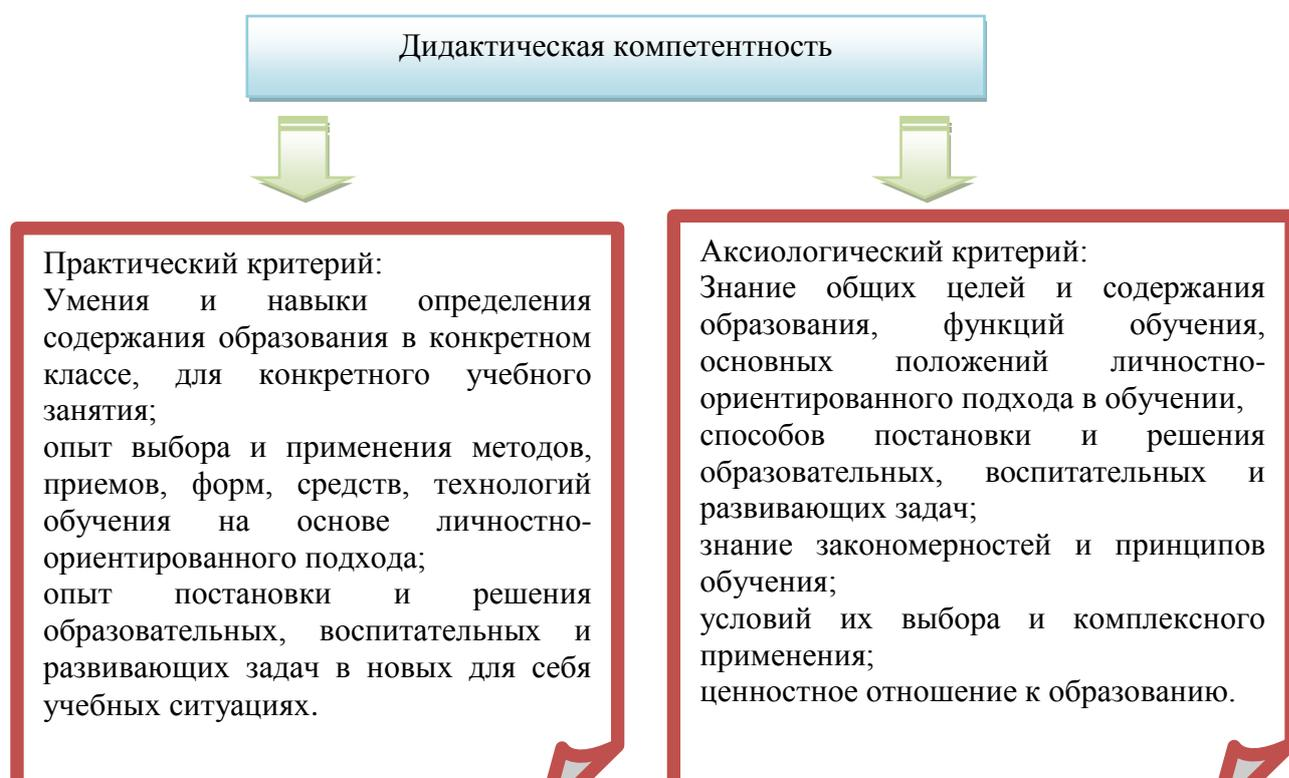 Дидактическая компетентность
Практический критерий:
Умения и навыки определения
содержания образования в конкретном
классе, для конкретного учебного
занятия;
опыт выбора и применения методов,
приемов, форм, средств, технологий
обучения на основе личностно-
ориентированного подхода;
опыт постановки и решения
образовательных, воспитательных и
развивающих задач в новых для себя
учебных ситуациях.
Аксиологический критерий:
Знание общих целей и содержания
образования, функций обучения,
основных положений личностно-
ориентированного подхода в обучении,
способов постановки и решения
образовательных, воспитательных и
развивающих задач;
знание закономерностей и принципов
обучения;
условий их выбора и комплексного
применения;
ценностное отношение к образованию.